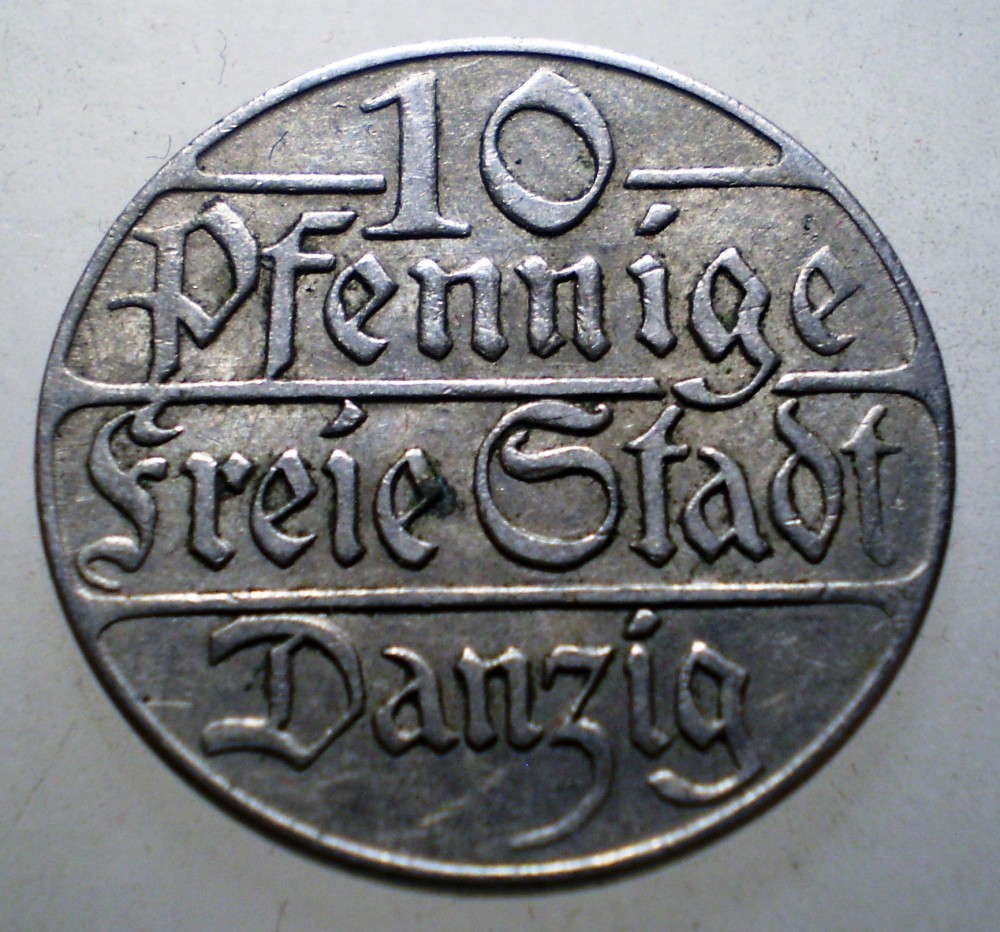 10
Pfennige
Freie Stadt
Danzig